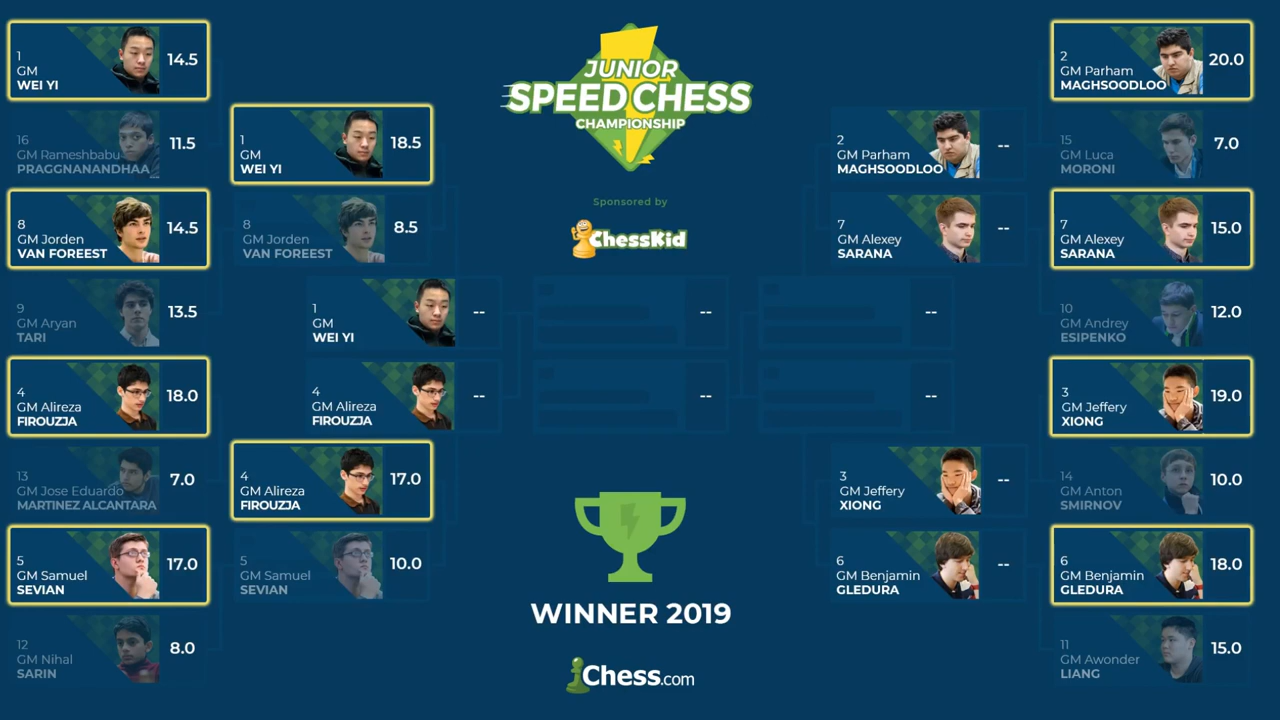 1
GM
WEI YI
14.5
16
GM Rameshbabu
PRAGGNANANDHAA
11.5
8
GM Jorden
VAN FOREEST
14.5
9
GM Aryan
TARI
13.5
4
GM Alireza
FIROUZJA
18.0
13
GM Jose Eduardo
MARTINEZ ALCANTARA
7.0
5
GM Samuel
SEVIAN
17.0
12
GM Nihal
SARIN
8.0
1
GM
WEI YI
18.5
8
GM Jorden
VAN FOREEST
8.5
1
GM
WEI YI
--
4
GM Alireza
FIROUZJA
--
4
GM Alireza
FIROUZJA
17.0
5
GM Samuel
SEVIAN
10.0
JUNIOR
SPEED CHESS
CHAMPIONSHIP
Sponsored by
ChessKid
--
--
--
--
WINNER 2019
Chess.com
2
GM Parham
MAGHSOODLOO
--
7
GM Alexey
SARANA
--
3
GM Jeffery
XIONG
--
6
GM Benjamin
GLEDURA
--
2
GM Parham
MAGHSOODLOO
20.0
15
GM Luca
MORONI
7.0
7
GM Alexey
SARANA
15.0
10
GM Andrey
ESIPENKO
12.0
3
GM Jeffery
XIONG
19.0
14
GM Anton
SMIRNOV
10.0
6
GM Benjamin
GLEDURA
18.0
11
GM Awonder
LIANG
15.0